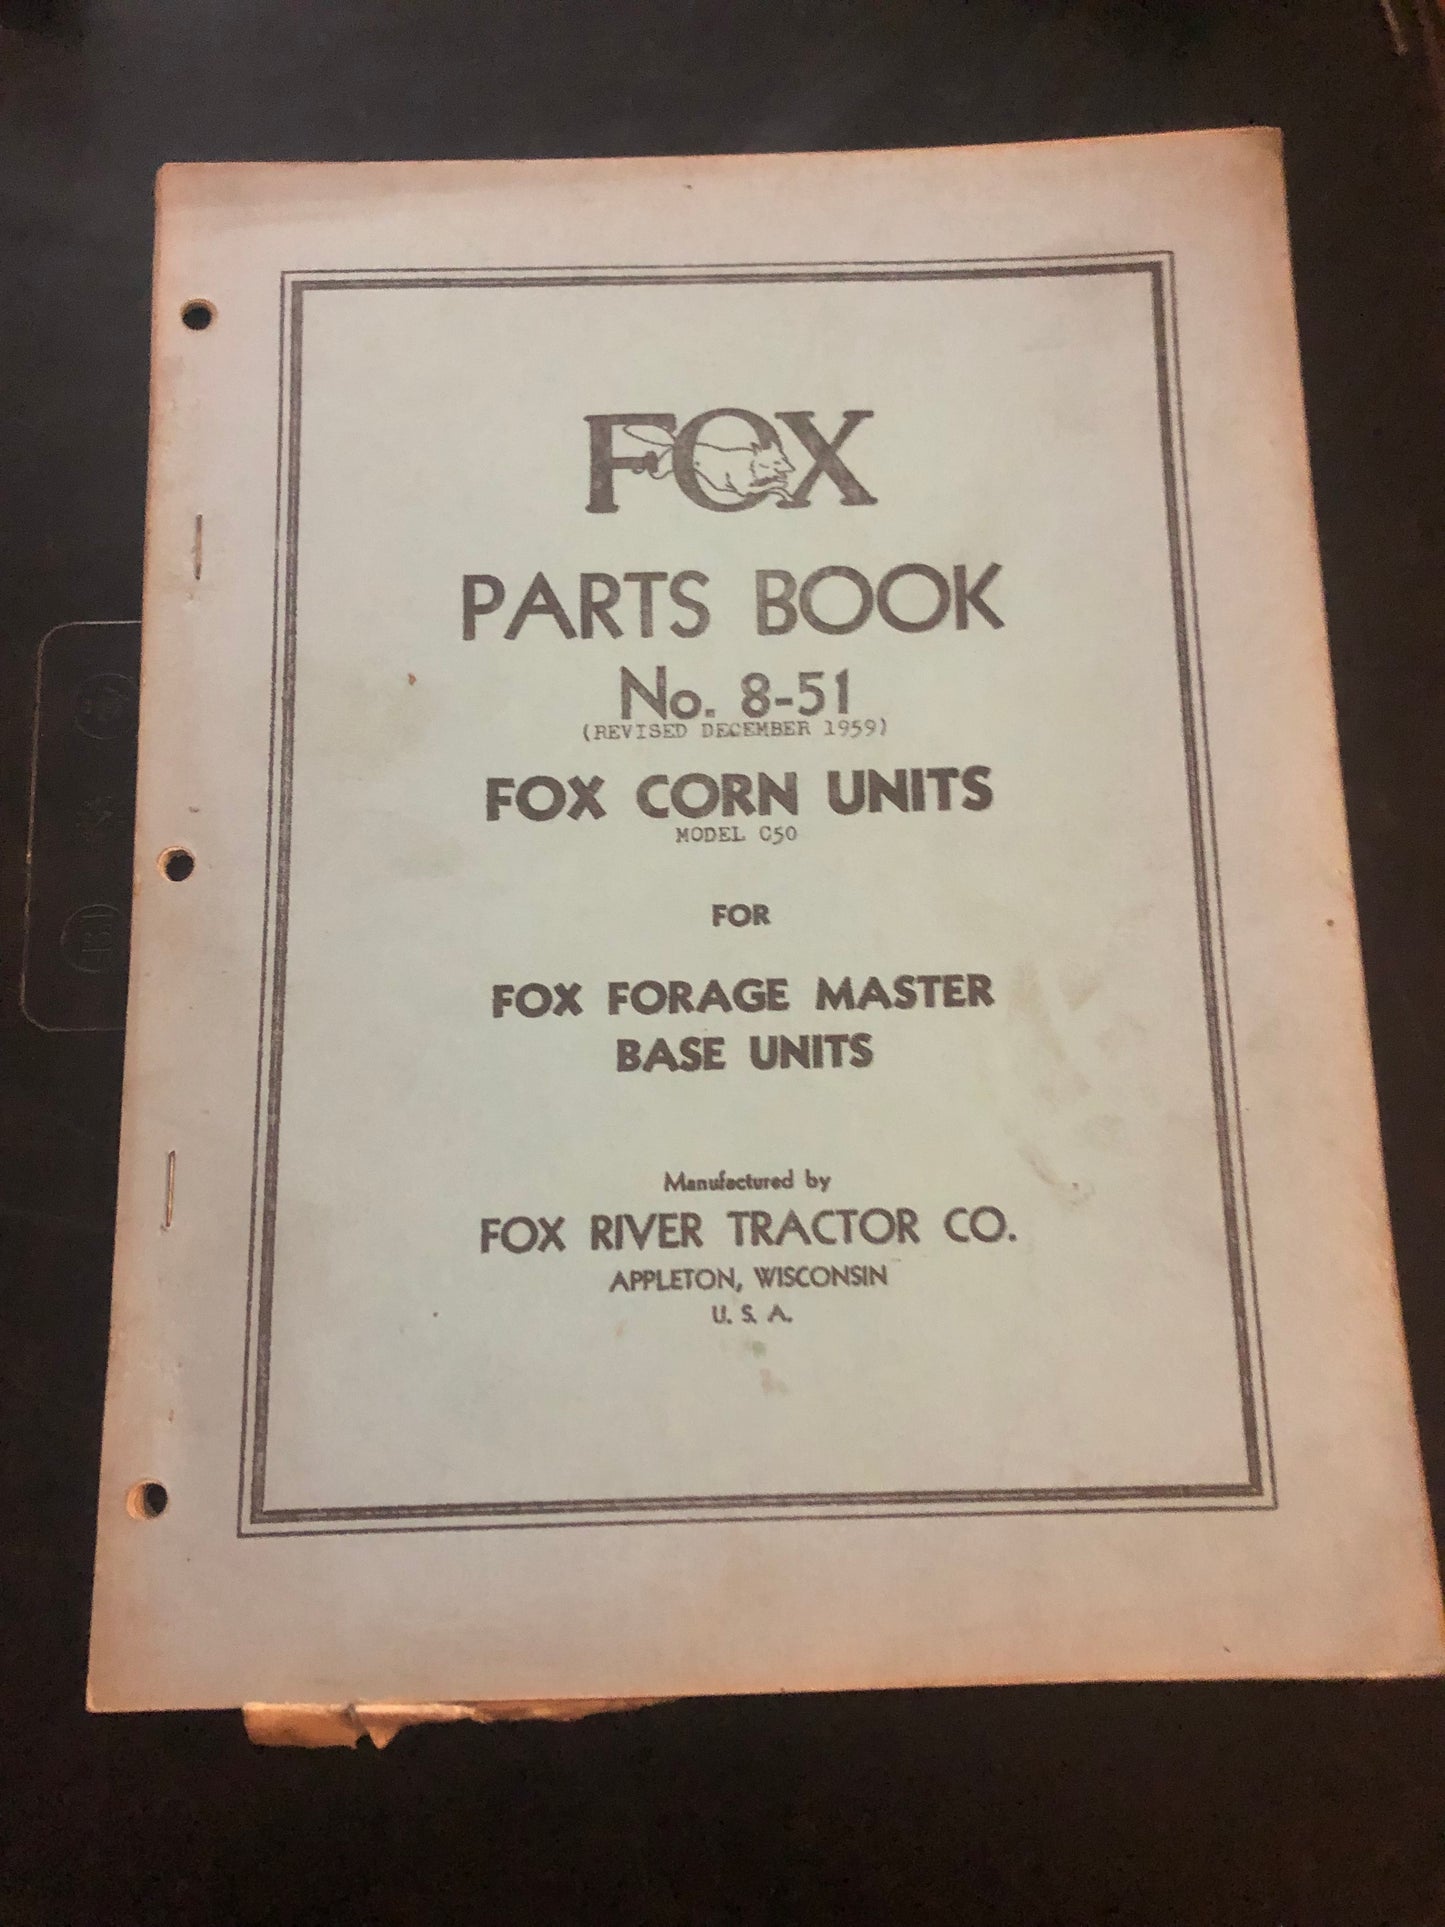 FOX
PARTS BOOK
No. 8-51
(REVISED DECEMBER 1959)
FOX CORN UNITS
MODEL C50
FOR
FOX FORAGE MASTER
BASE UNITS
Manufactured by
FOX RIVER TRACTOR CO.
APPLETON, WISCONSIN
U. S. A.